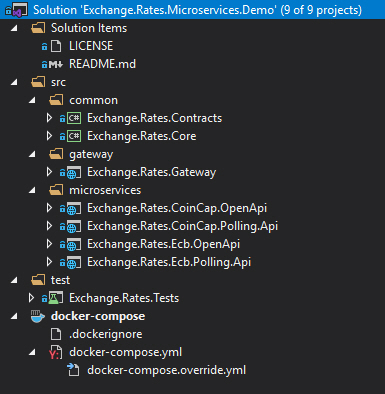 Solution 'Exchange.Rates.Microservices.Demo' (9 of 9 projects)
Solution Items
LICENSE
README.md
src
common
C# Exchange.Rates.Contracts
C# Exchange.Rates.Core
gateway
Exchange.Rates.Gateway
microservices
Exchange.Rates.CoinCap.OpenApi
Exchange.Rates.CoinCap.Polling.Api
Exchange.Rates.Ecb.OpenApi
Exchange.Rates.Ecb.Polling.Api
test
Exchange.Rates.Tests
docker-compose
.dockerignore
docker-compose.yml
docker-compose.override.yml